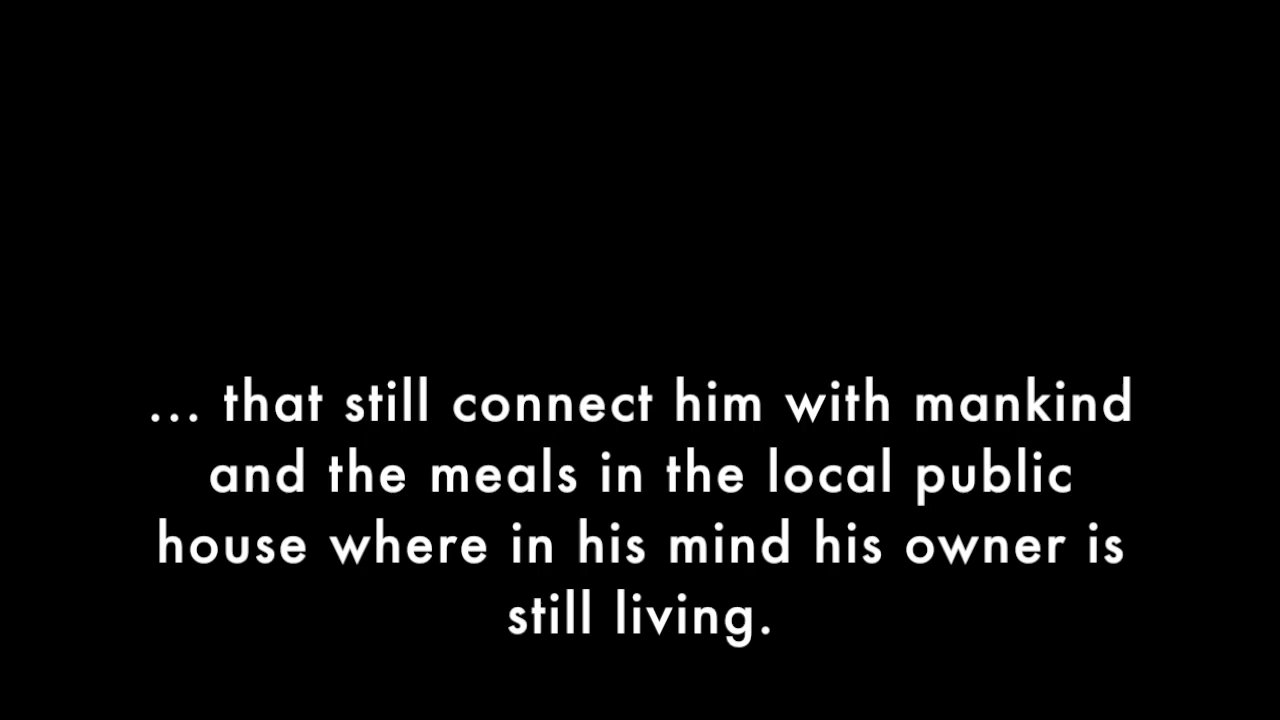 ... that still connect him with mankind
and the meals in the local public
house where in his mind his owner is
still living.